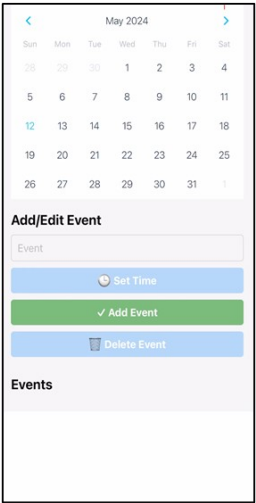 May 2024
Sun Mon Tue Wed Thu Fri Sat
28 29 30 1 2 3 4
5 6 7 8 9 10 11
12 13 14 15 16 17 18
19 20 21 22 23 24 25
26 27 28 29 30 31 1
Add/Edit Event
Event
🕒 Set Time
✓ Add Event
🗑️ Delete Event
Events